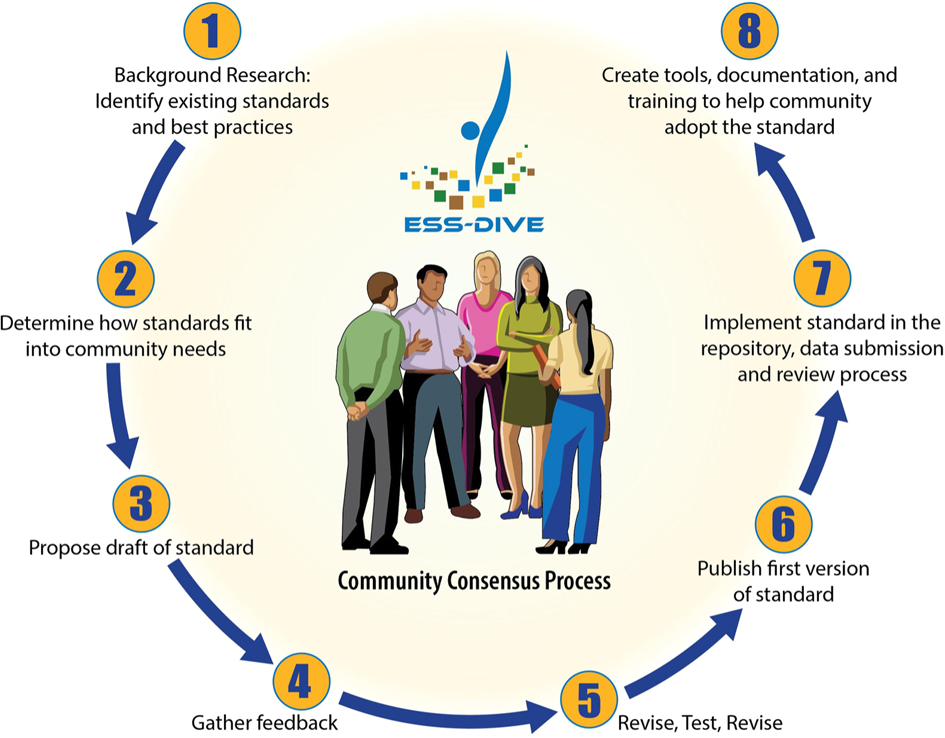 1
Background Research:
Identify existing standards
and best practices
2
Determine how standards fit
into community needs
3
Propose draft of standard
4
Gather feedback
5
Revise, Test, Revise
6
Publish first version
of standard
7
Implement standard in the
repository, data submission
and review process
8
Create tools, documentation, and
training to help community
adopt the standard
ESS-DIVE
Community Consensus Process